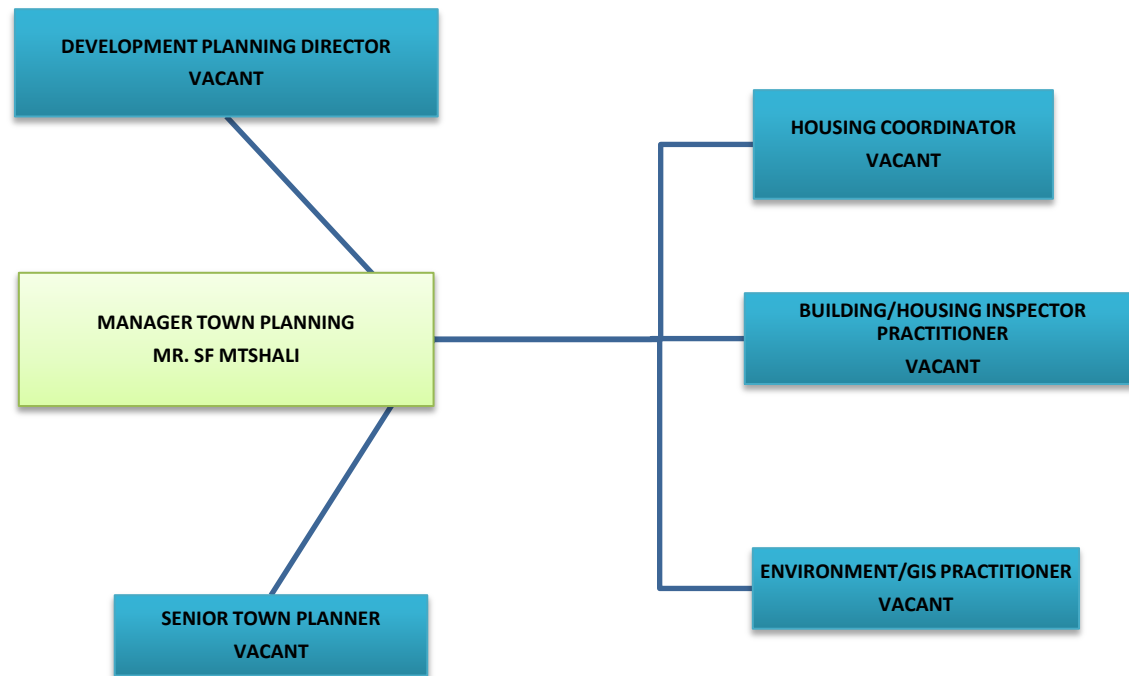 DEVELOPMENT PLANNING DIRECTOR
VACANT
HOUSING COORDINATOR
VACANT
MANAGER TOWN PLANNING
MR. SF MTSHALI
BUILDING/HOUSING INSPECTOR
PRACTITIONER
VACANT
ENVIRONMENT/GIS PRACTITIONER
VACANT
SENIOR TOWN PLANNER
VACANT